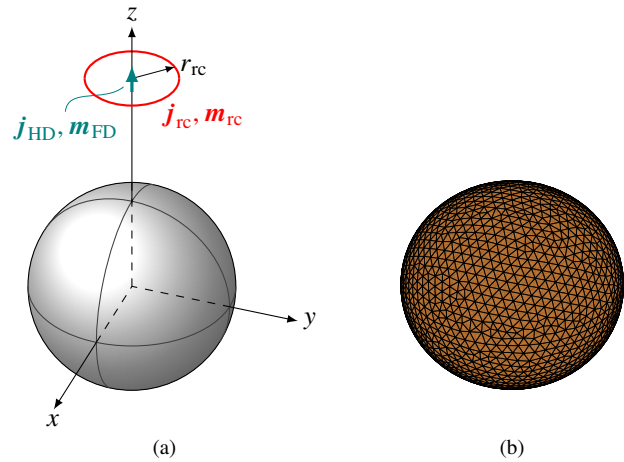 z
r_rc
j_HD, m_FD
j_rc, m_rc
y
x
(a)
(b)